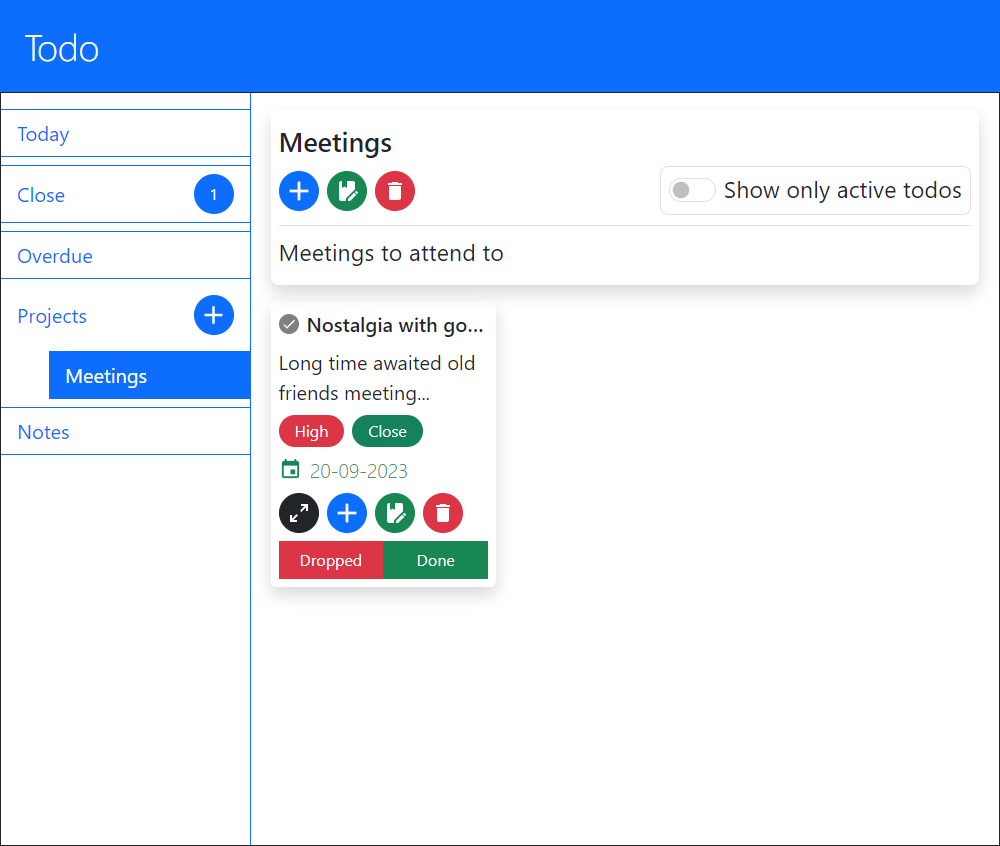 Todo
Today
Close 1
Overdue
Projects
Meetings
Notes
Meetings
Show only active todos
Meetings to attend to
Nostalgia with go...
Long time awaited old
friends meeting...
High Close
20-09-2023
Dropped Done